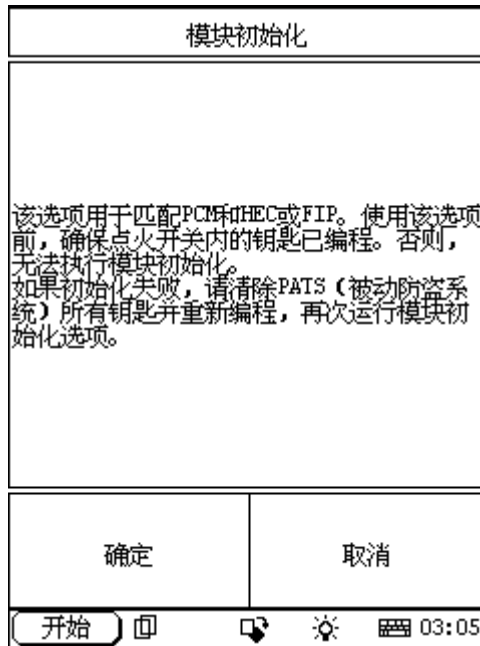 模块初始化
该选项用于匹配PCM和HEC或FIP。使用该选项
前，确保点火开关内的钥匙已编程。否则，
无法执行模块初始化。
如果初始化失败，请清除PATS（被动防盗系
统）所有钥匙并重新编程，再次运行模块初
始化选项。
确定
取消
开始
03:05